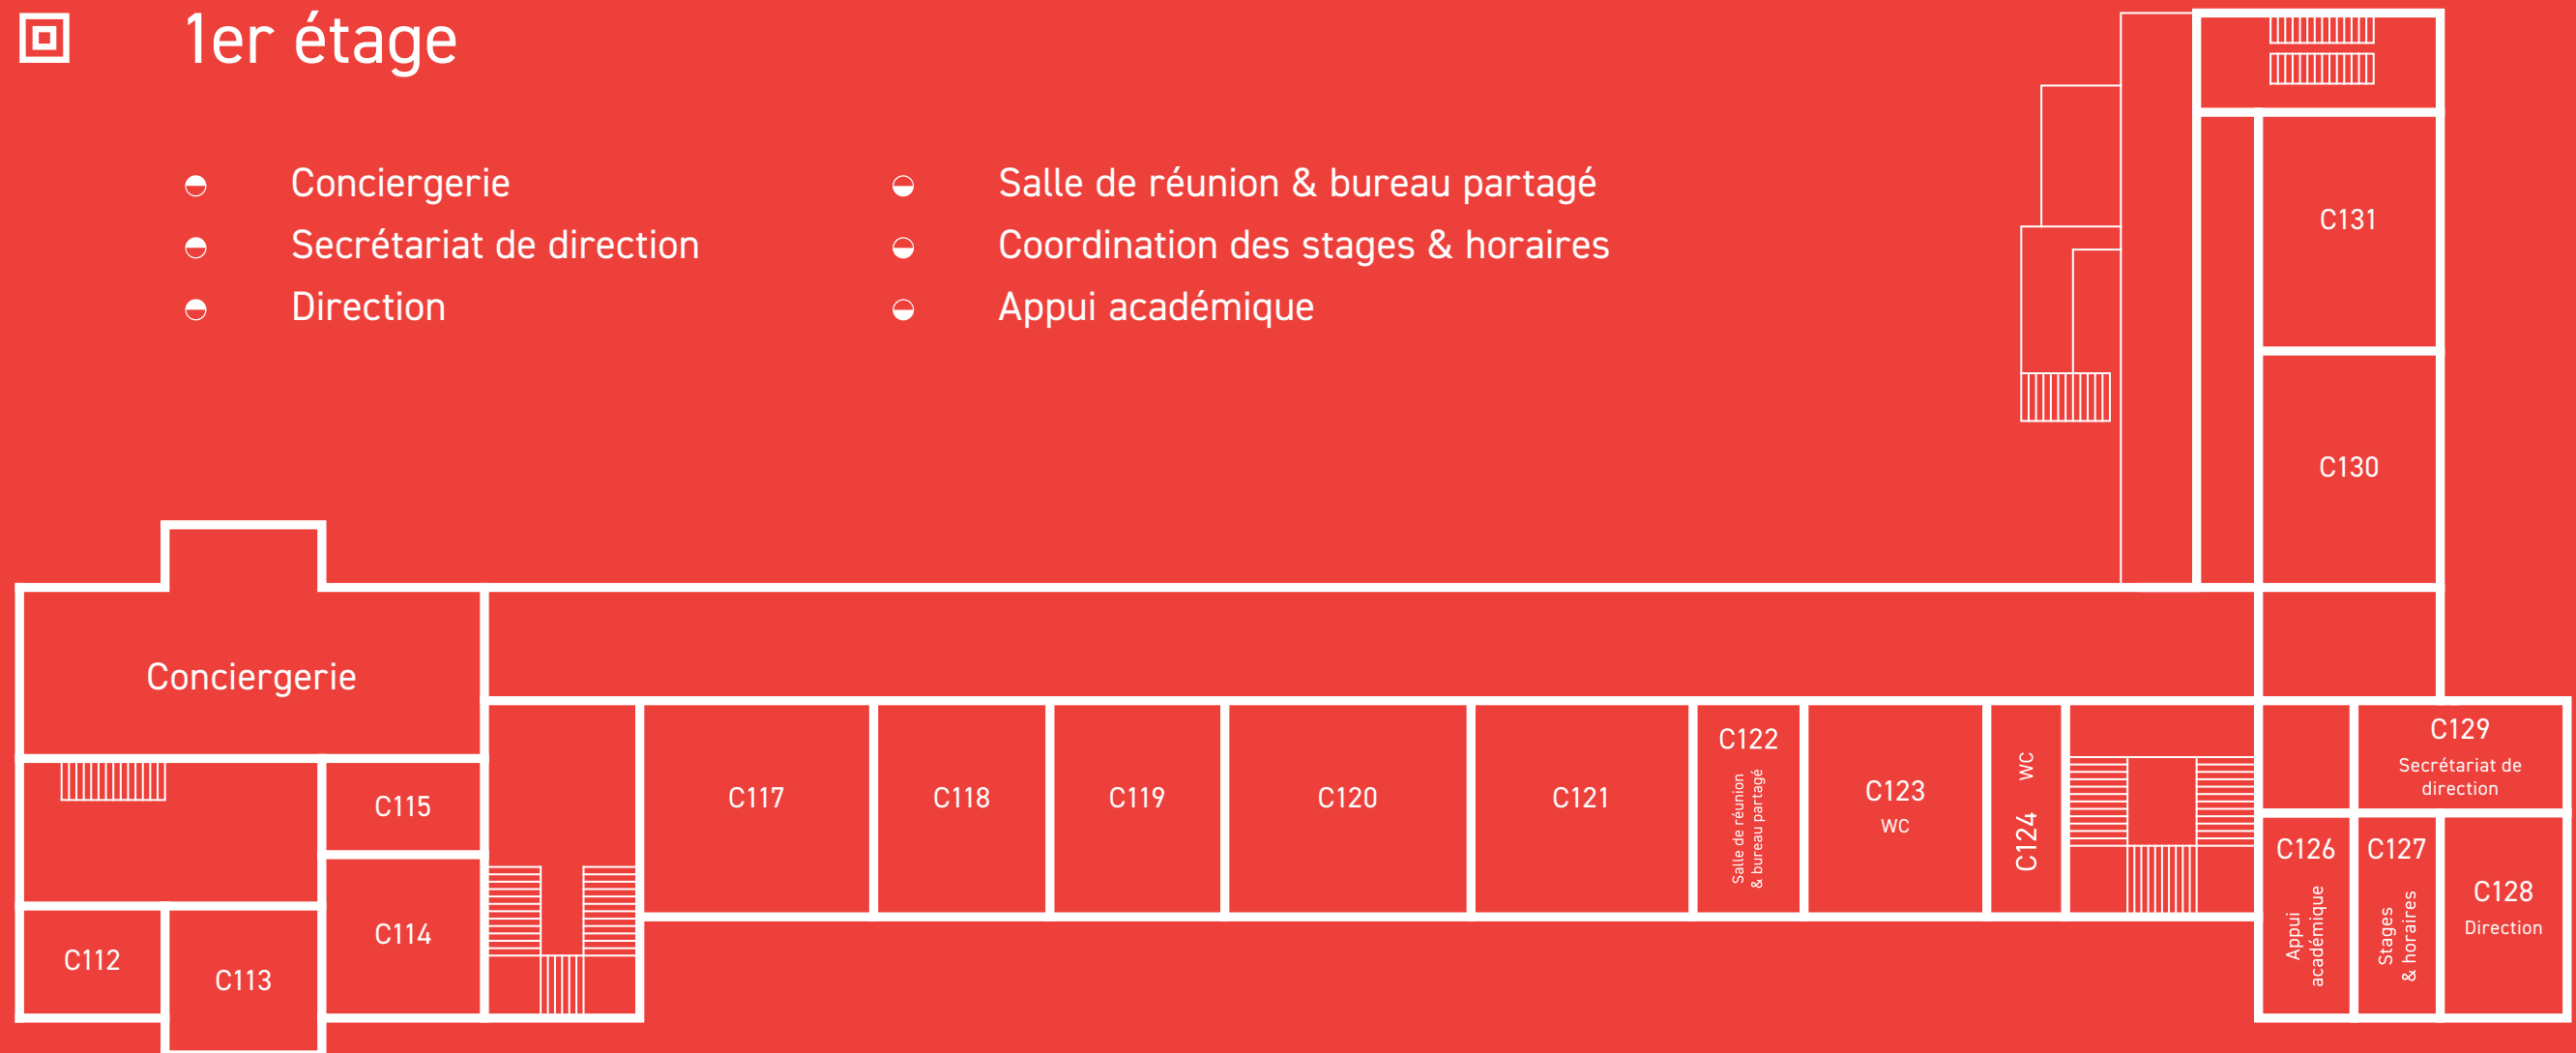 1er étage
Conciergerie
Secrétariat de direction
Direction
Salle de réunion & bureau partagé
Coordination des stages & horaires
Appui académique
C131
C130
Conciergerie
C115
C114
C112
C113
C117
C118
C119
C120
C121
C122
Salle de réunion
& bureau partagé
C123
WC
C124 WC
C129
Secrétariat de
direction
C126
Appui
académique
C127
Stages
& horaires
C128
Direction